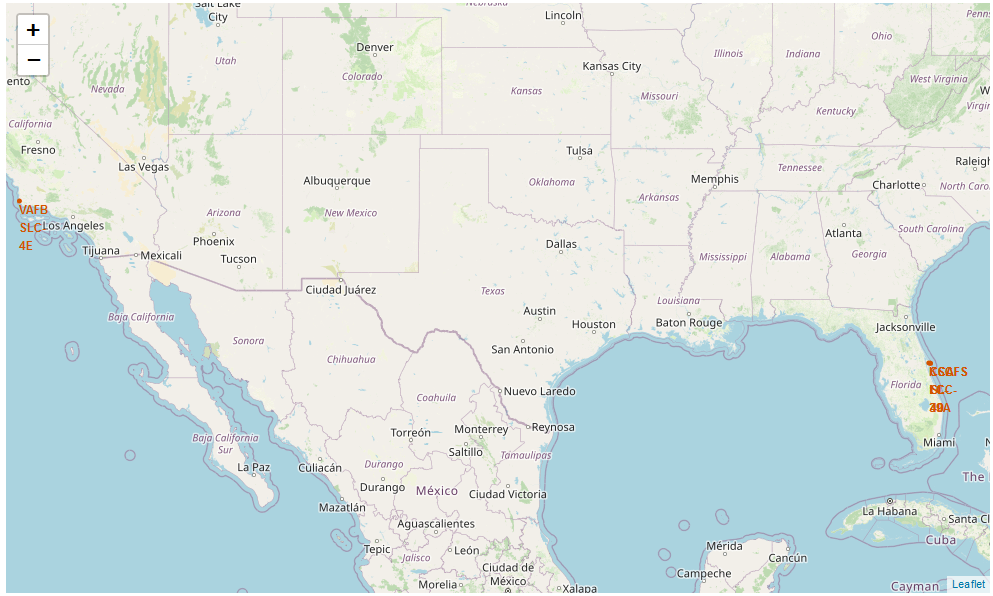 +
−
Salt Lake
City
Nebraska
Lincoln
Ohio
Penns
Denver
Utah
Colorado
Kansas City
Illinois
Indiana
West Virginia
ento
Nevada
Kansas
Missouri
Kentucky
Virgin
California
Fresno
Las Vegas
Tulsa
Tennessee
Raleigh
Albuquerque
Oklahoma
Memphis
Charlotte
North Caro
VAFB
SLC-
4E
Los Angeles
Arizona
New Mexico
Arkansas
South Carolina
Phoenix
Dallas
Atlanta
Tijuana
Mexicali
Tucson
Mississippi
Alabama
Georgia
Ciudad Juárez
Texas
Louisiana
Baja California
Austin
Houston
Baton Rouge
Jacksonville
Sonora
San Antonio
Chihuahua
Florida
Coahuila
Nuevo Laredo
Torreón
Monterrey
Reynosa
Baja California
Sur
Saltillo
Tamaulipas
Miami
La Paz
Culiacán
Durango
The
Durango
México
Ciudad Victoria
Mazatlán
La Habana
Santa Cl
Aguascalientes
Cuba
Tepic
León
Mérida
Cancún
Jalisco
Ciudad de
México
Campeche
Morelia
Xalapa
Cayman
Leaflet